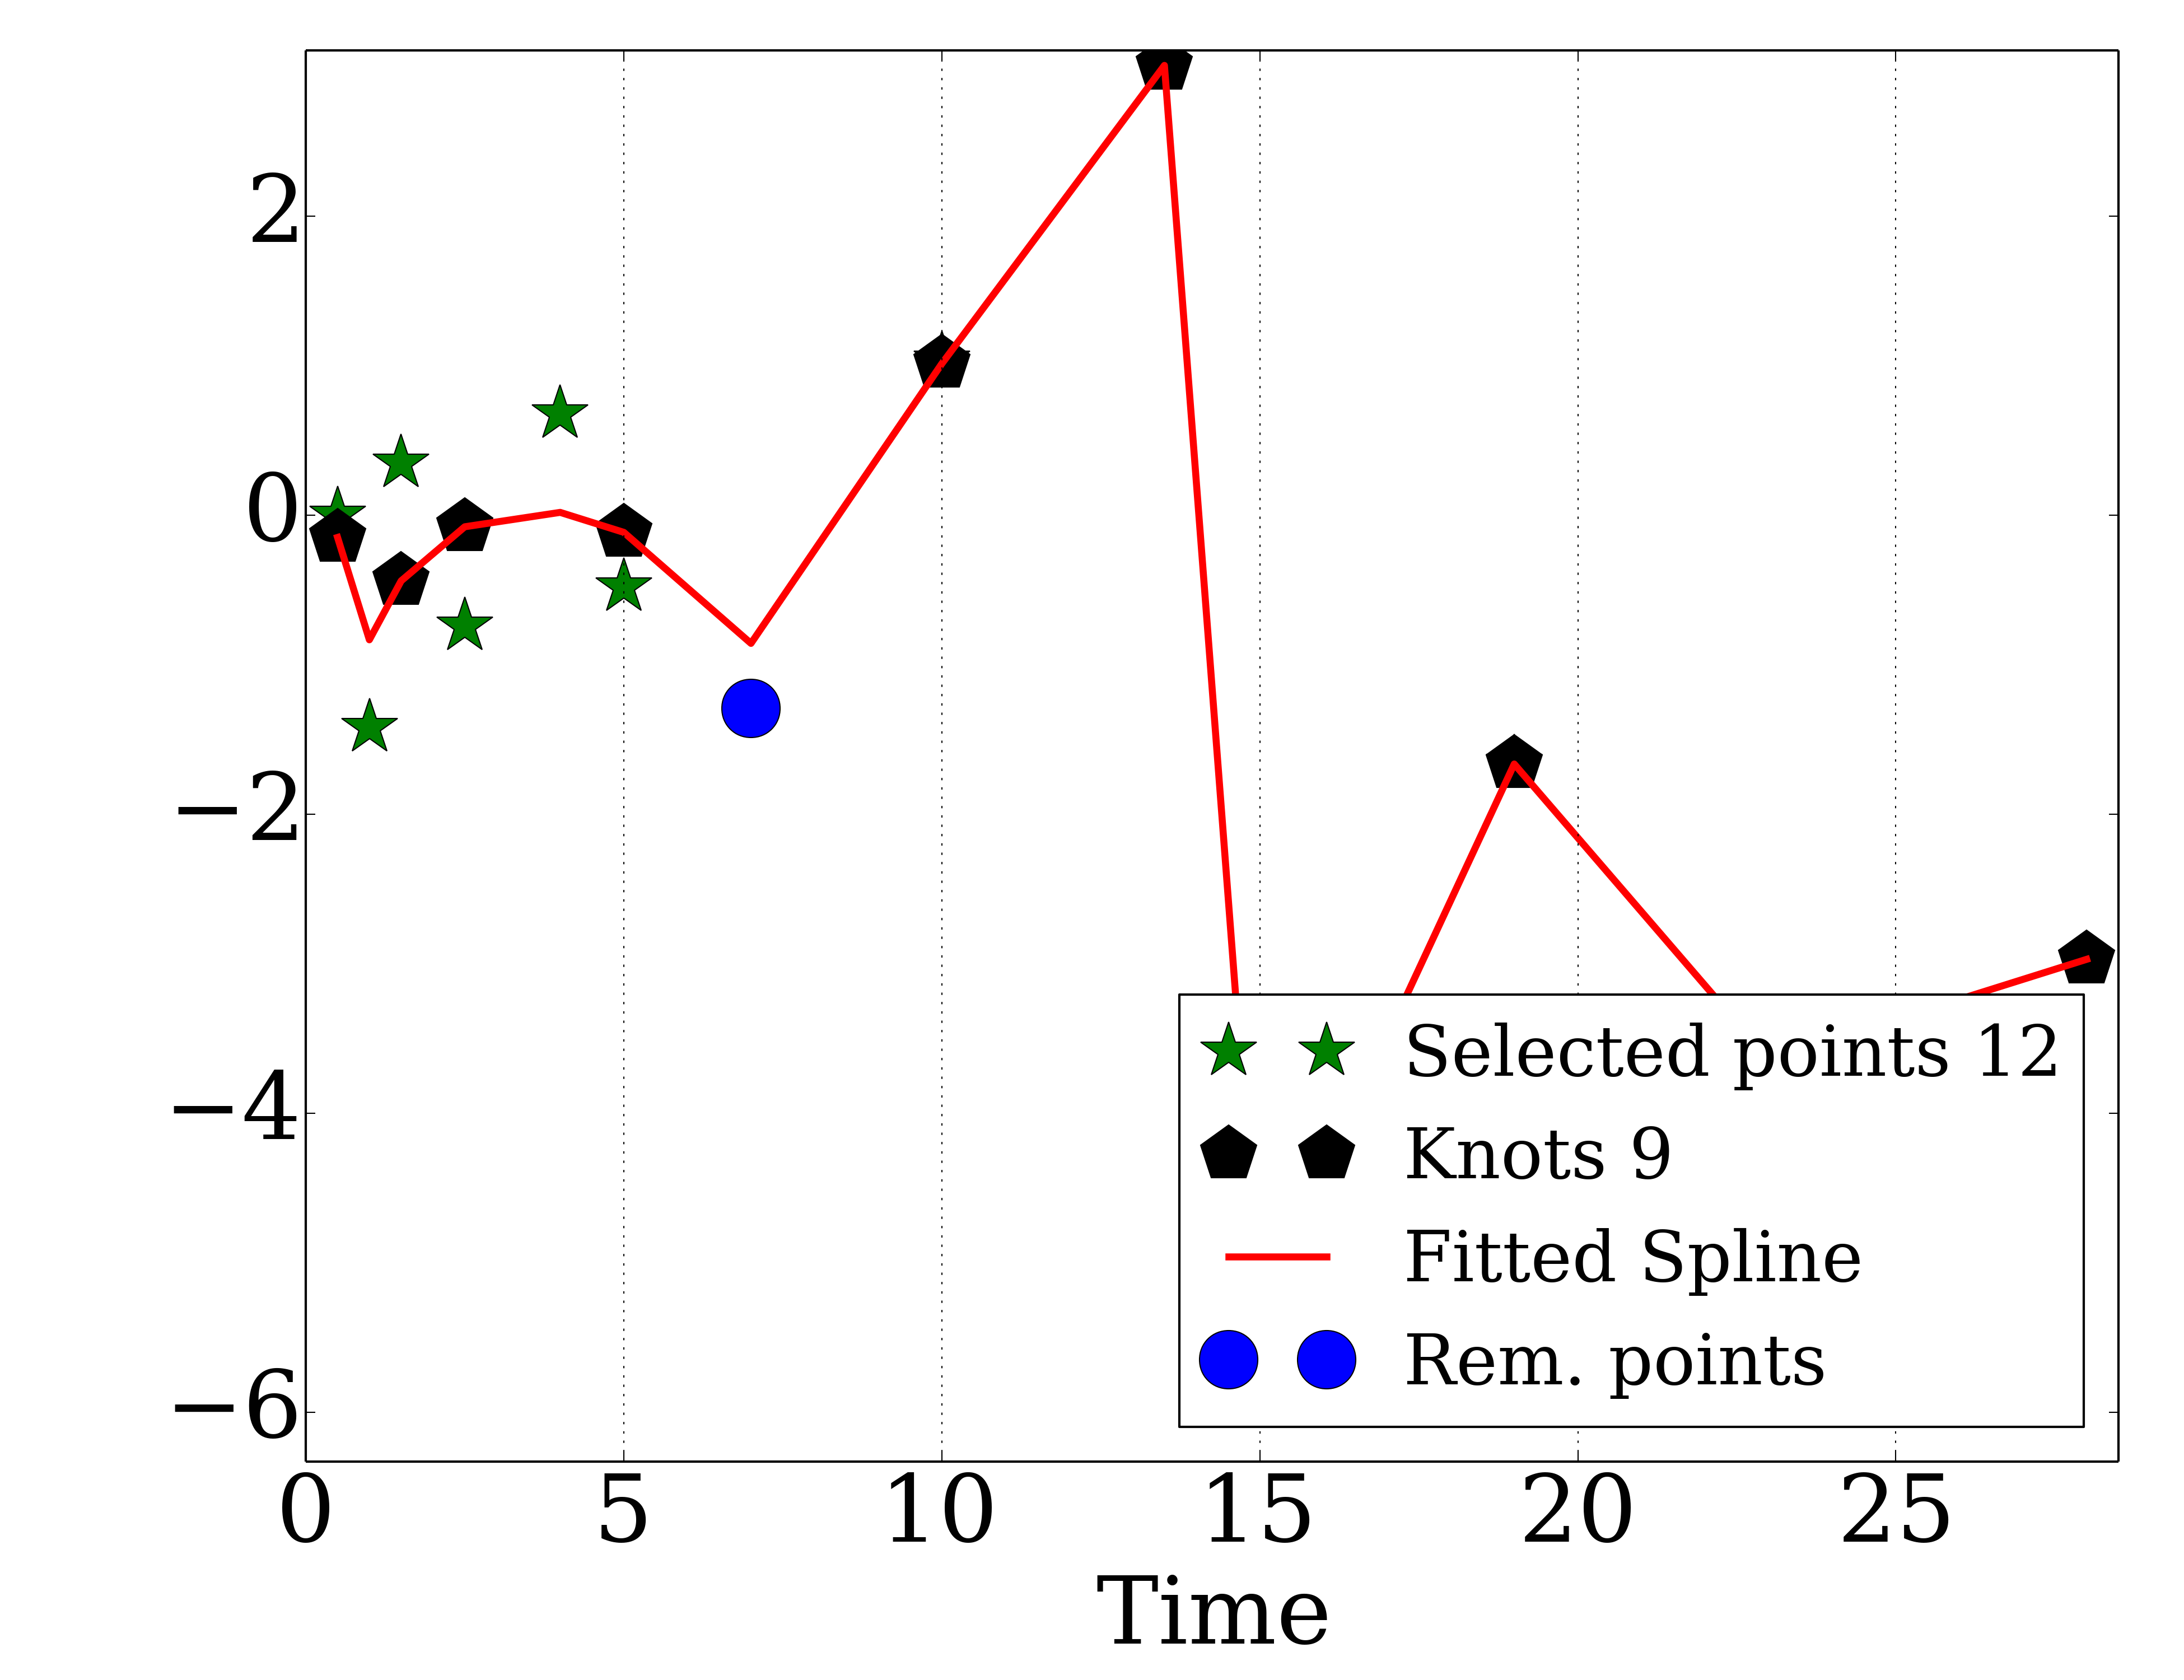 2
0
−2
−4
−6
0 5 10 15 20 25
Time
Selected points 12
Knots 9
Fitted Spline
Rem. points